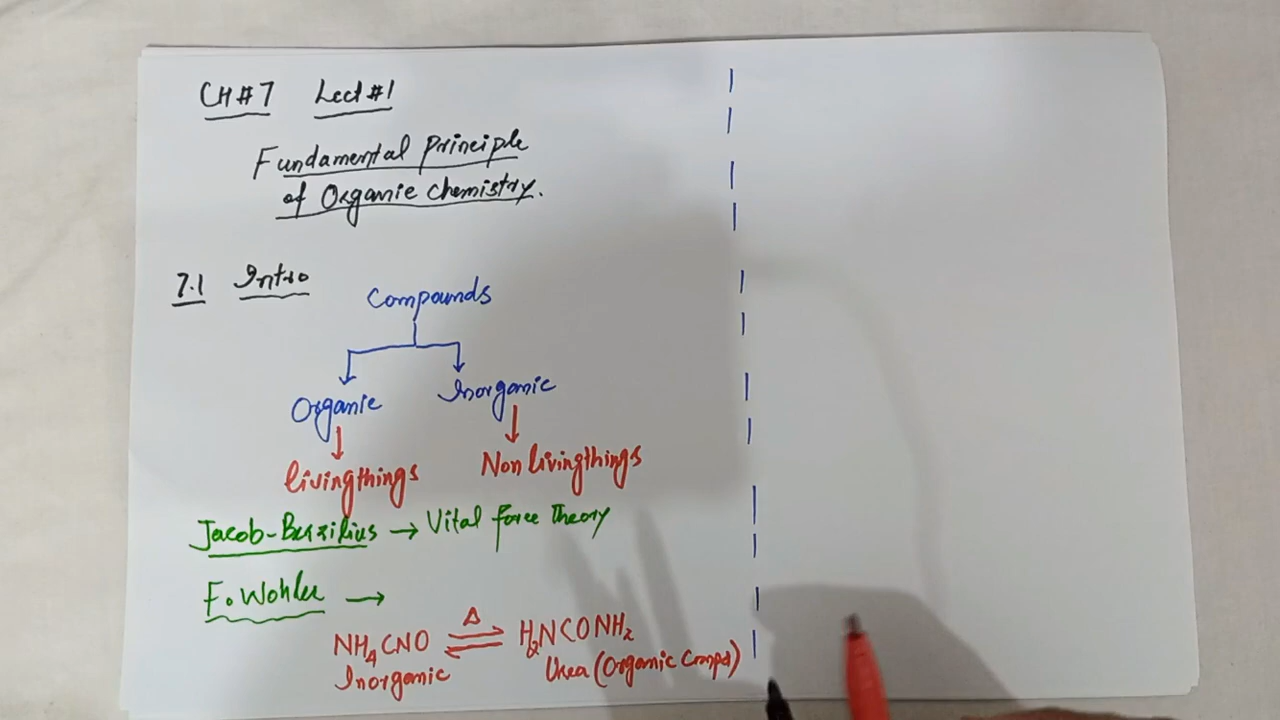 CH#7 Lect#1
Fundamental Principle
of Organic Chemistry.
7.1 Intro
Compounds
Organic Inorganic
livingthings Non livingthings
Jacob-Berzilius → Vital force Theory
F. Wohler →
NH₄CNO ⇌ Δ H₂NCONH₂
Inorganic Urea (Organic Compd)